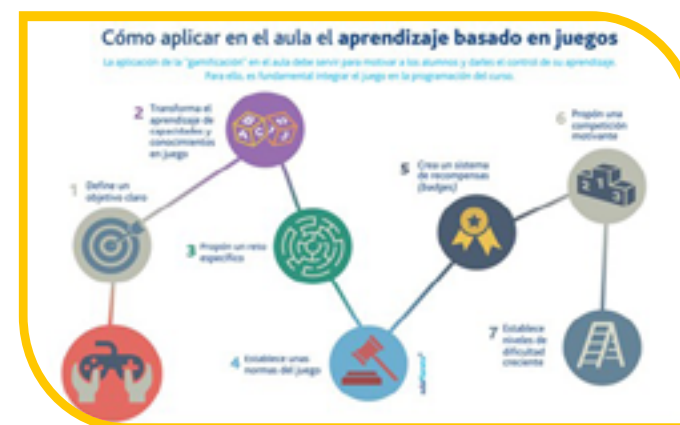 Cómo aplicar en el aula el aprendizaje basado en juegos
La aplicación de la "gamificación" en el aula debe servir para motivar a los alumnos y darles el control de su aprendizaje.
Para ello, es fundamental integrar el juego en la programación del curso.
1 Define un
objetivo claro
2 Transforma el
aprendizaje de
capacidades y
conocimientos
en juego
3 Propón un reto
específico
4 Establece unas
normas del juego
5 Crea un sistema
de recompensas
(badges)
6 Propón una
competición
motivante
7 Establece
niveles de
dificultad
creciente